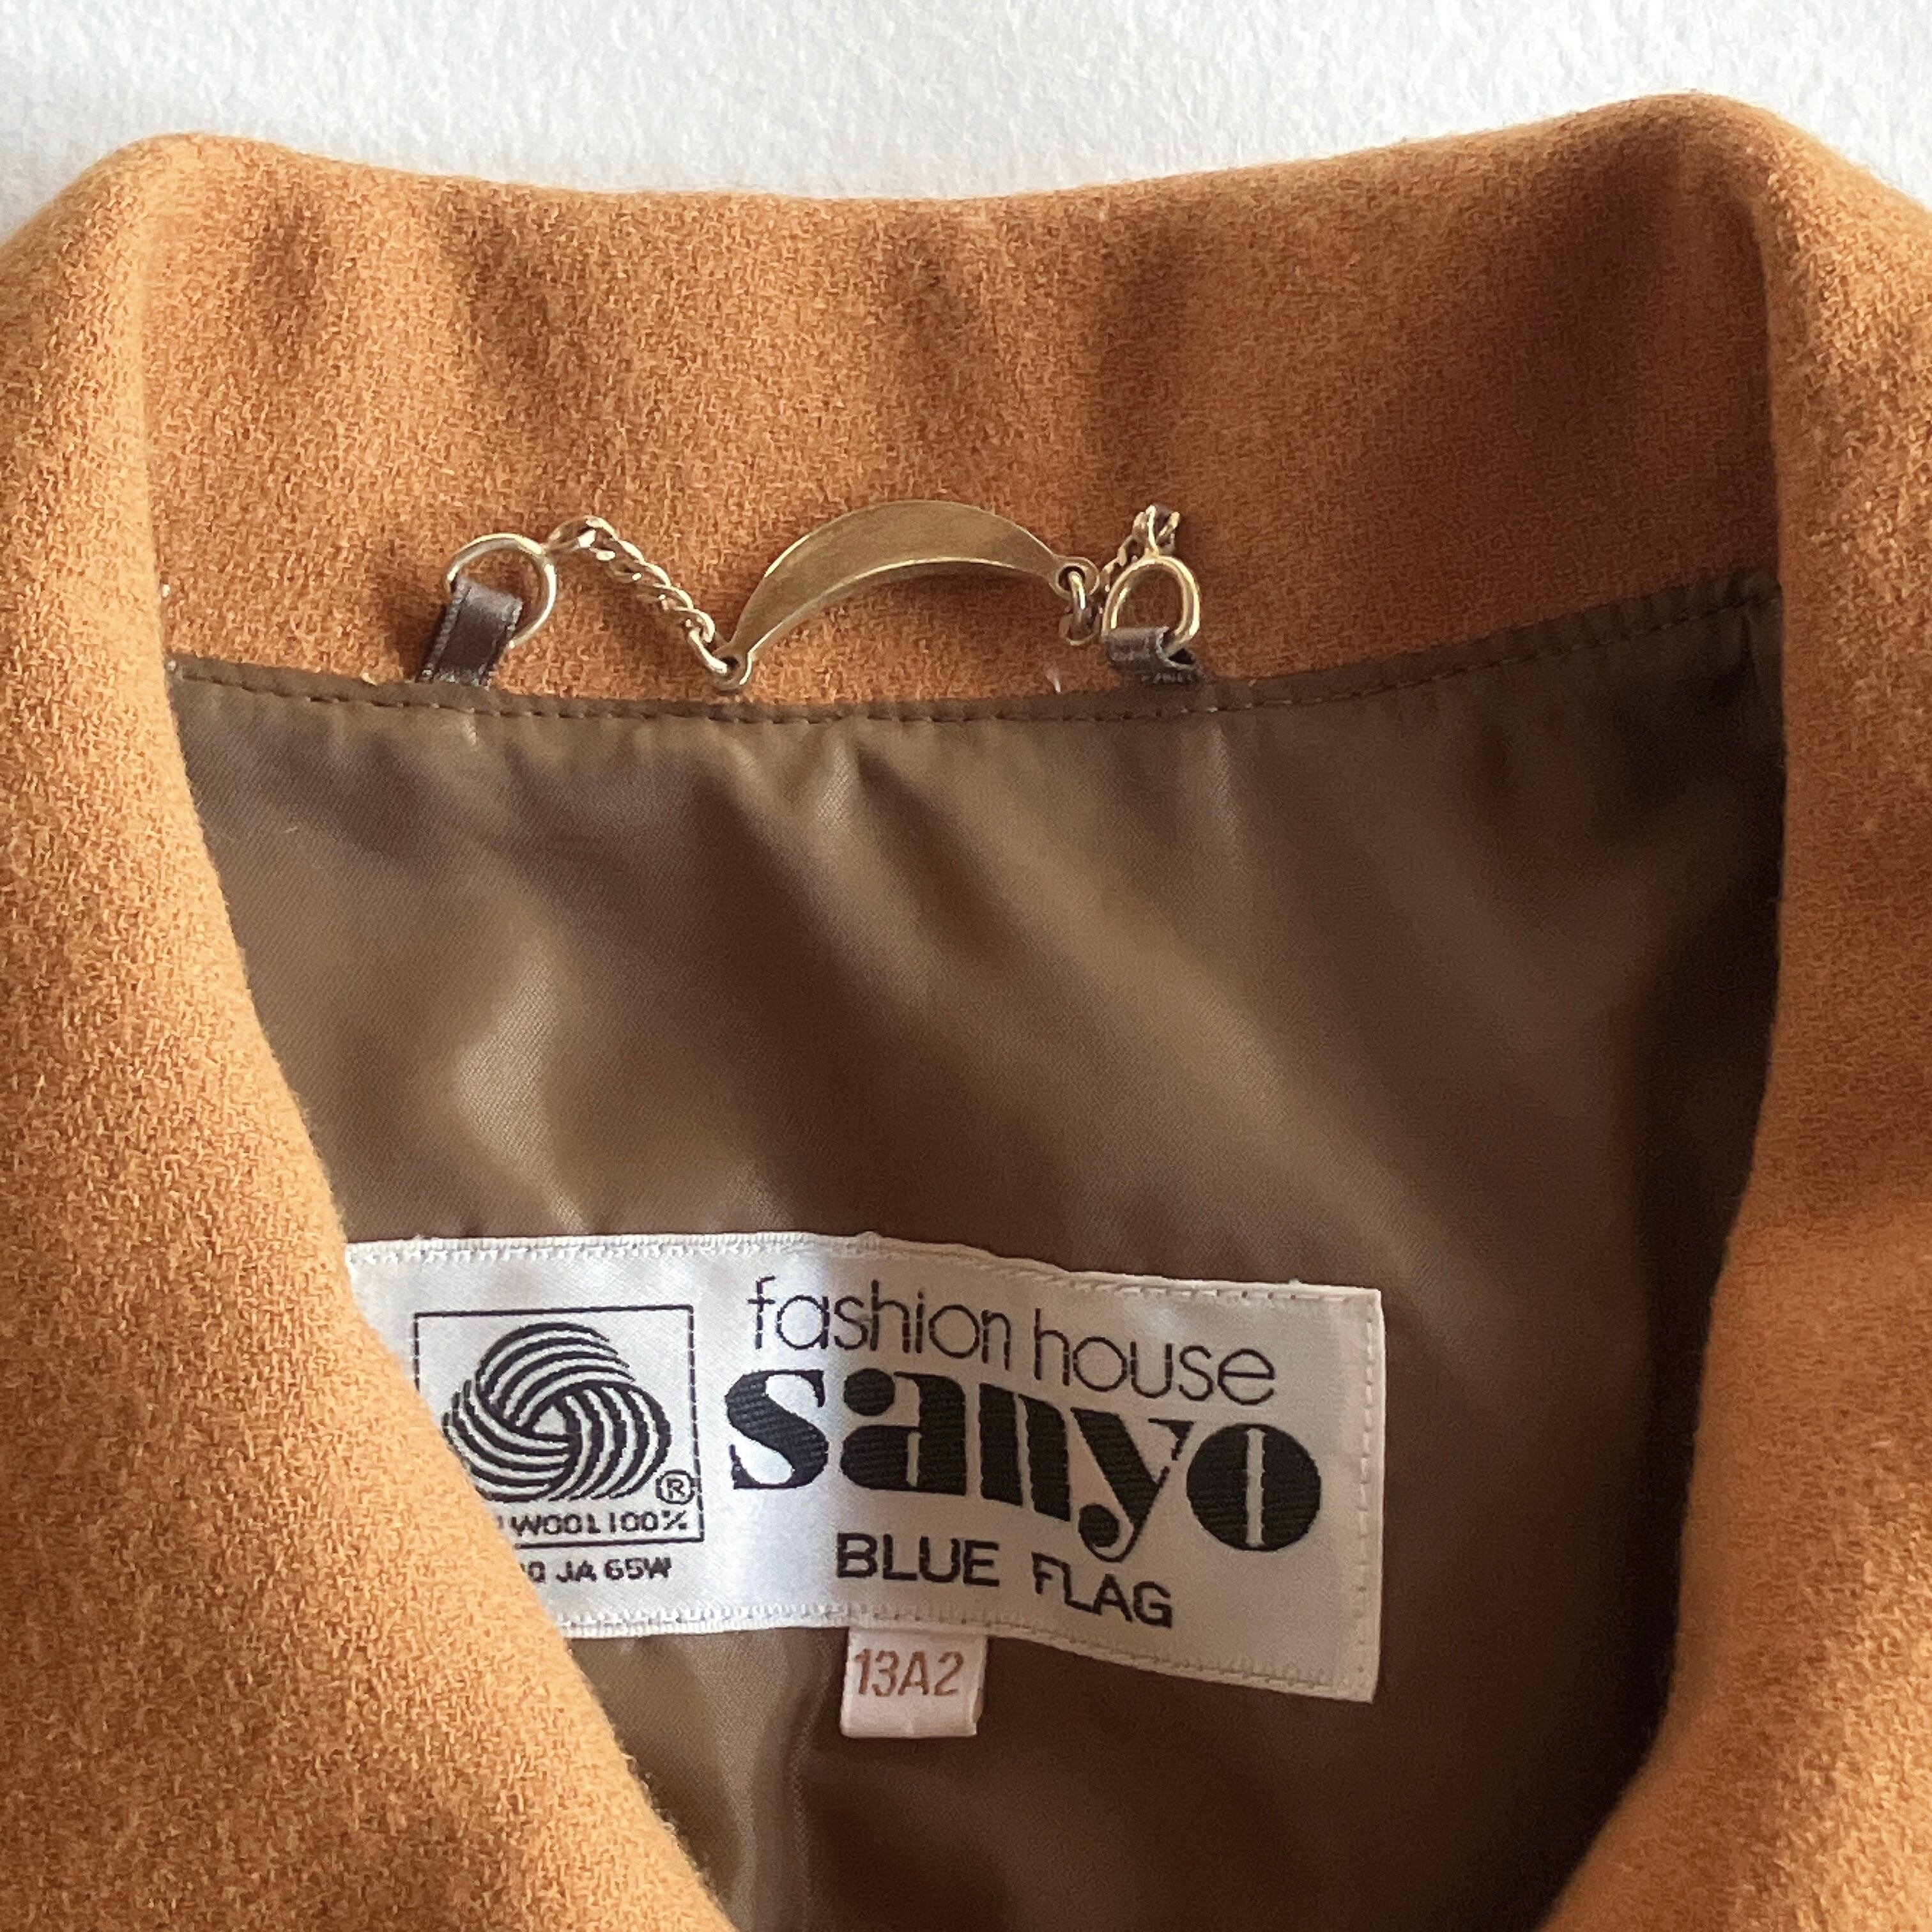 fashion house
sanyo
BLUE FLAG
®
WOOL 100%
JA 65W
13A2